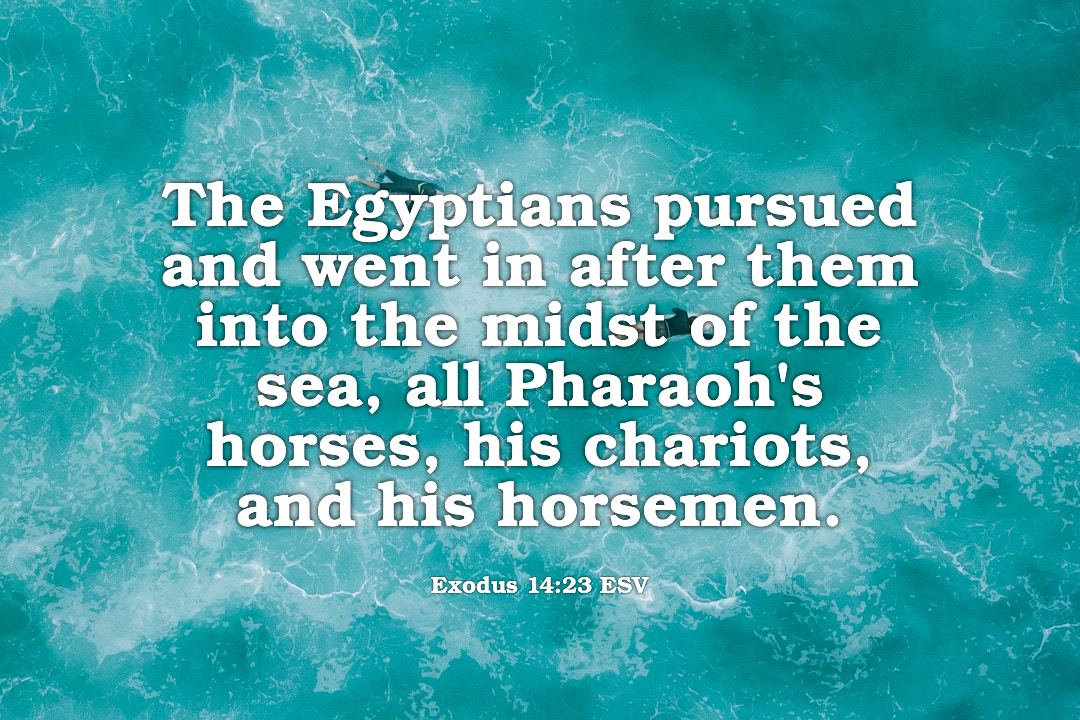 The Egyptians pursued
and went in after them
into the midst of the
sea, all Pharaoh's
horses, his chariots,
and his horsemen.
Exodus 14:23 ESV